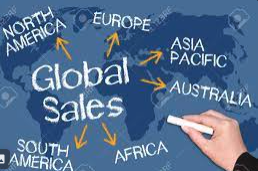 NORTH
AMERICA
EUROPE
ASIA
PACIFIC
Global
Sales
AUSTRALIA
SOUTH
AMERICA
AFRICA